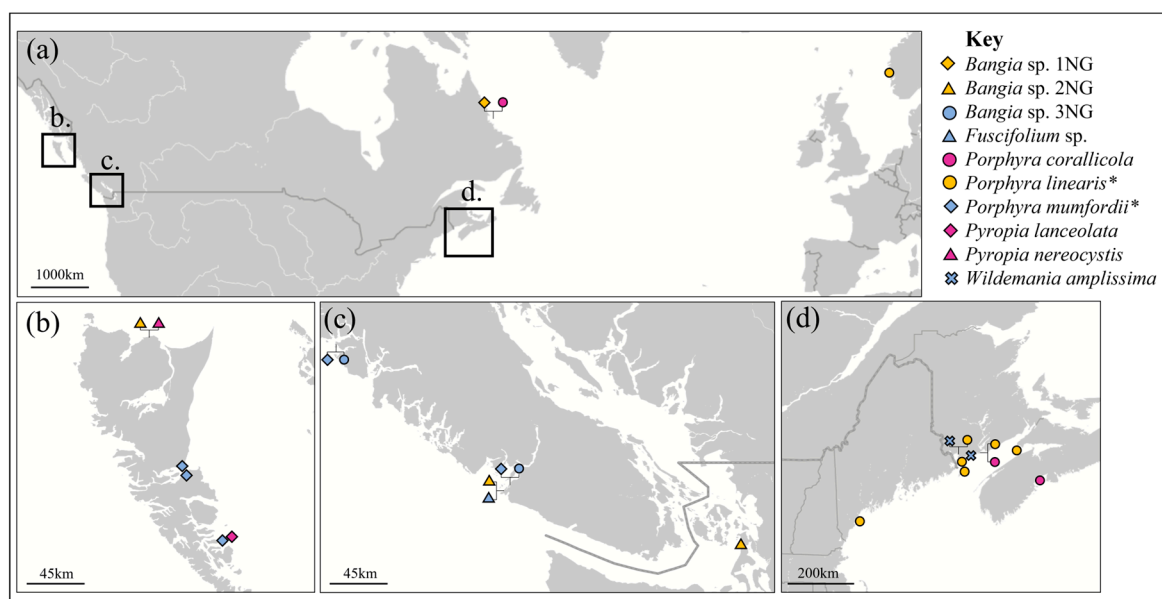 (a)
b.
c.
d.
1000km
Key
Bangia sp. 1NG
Bangia sp. 2NG
Bangia sp. 3NG
Fuscifolium sp.
Porphyra corallicola
Porphyra linearis*
Porphyra mumfordii*
Pyropia lanceolata
Pyropia nereocystis
Wildemania amplissima
(b)
45km
(c)
45km
(d)
200km